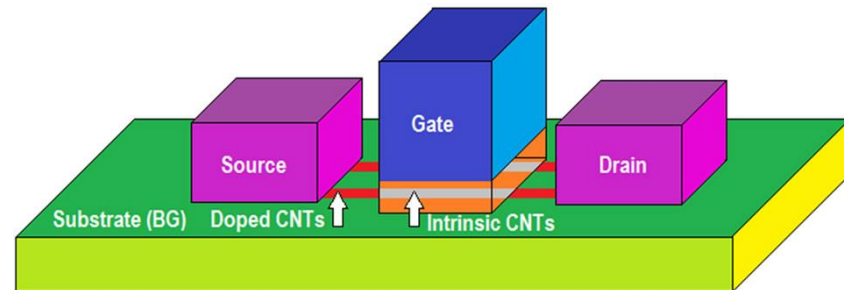 Gate
Source
Drain
Substrate (BG)
Doped CNTs
Intrinsic CNTs